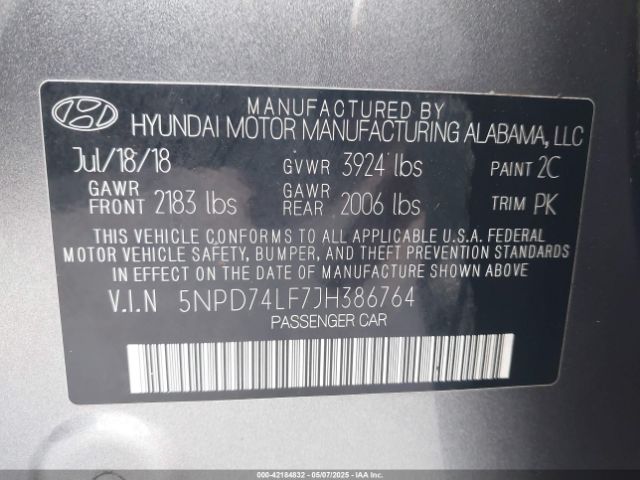 MANUFACTURED BY
HYUNDAI MOTOR MANUFACTURING ALABAMA, LLC
Jul/18/18 GVWR 3924 lbs PAINT 2C
GAWR FRONT 2183 lbs GAWR REAR 2006 lbs TRIM PK
THIS VEHICLE CONFORMS TO ALL APPLICABLE U.S.A. FEDERAL
MOTOR VEHICLE SAFETY, BUMPER, AND THEFT PREVENTION STANDARDS
IN EFFECT ON THE DATE OF MANUFACTURE SHOWN ABOVE.
V.I.N 5NPD74LF7JH386764
PASSENGER CAR
000-42184832 - 05/07/2025 - IAAI.COM